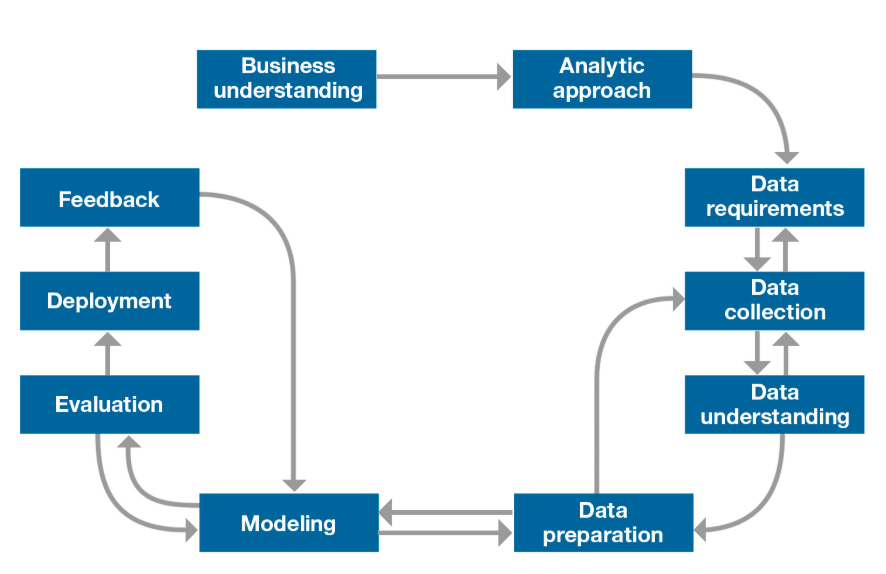 Business
understanding
Analytic
approach
Data
requirements
Data
collection
Data
understanding
Data
preparation
Modeling
Evaluation
Deployment
Feedback